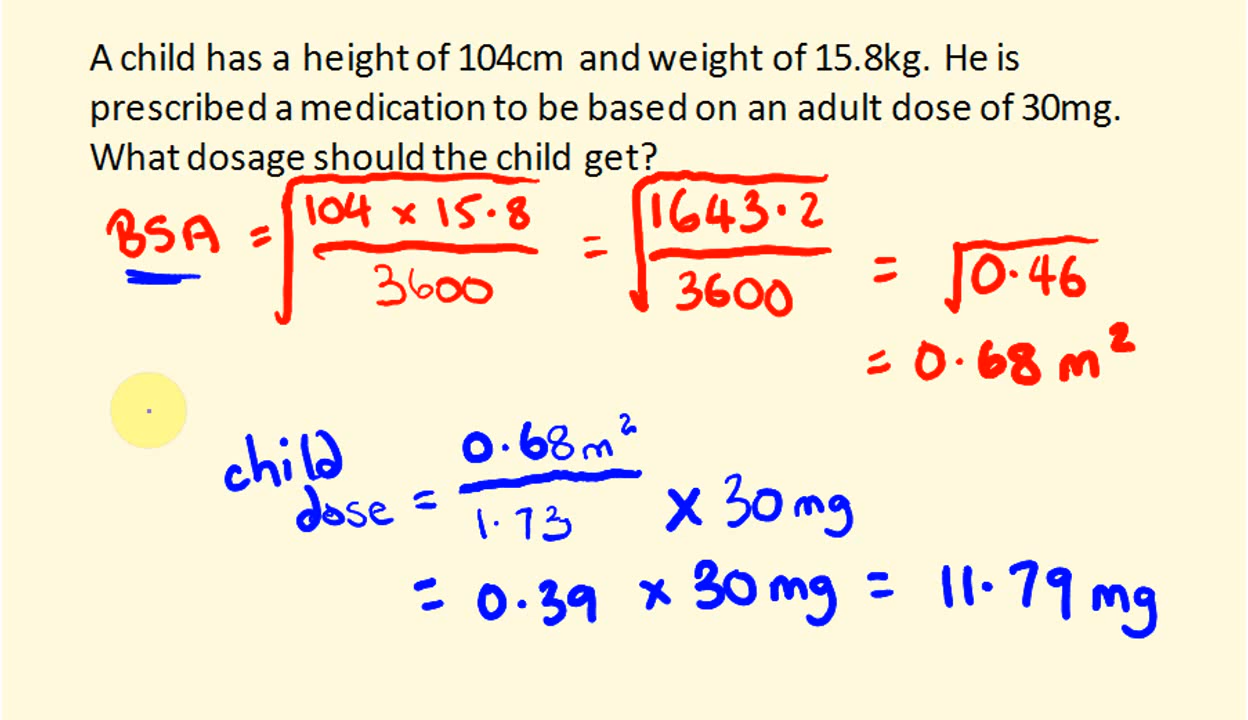 A child has a height of 104cm and weight of 15.8kg. He is
prescribed a medication to be based on an adult dose of 30mg.
What dosage should the child get?
BSA = √(104 × 15.8 / 3600) = √(1643.2 / 3600) = √0.46
= 0.68 m²
child dose = 0.68m² / 1.73 × 30mg
= 0.39 × 30mg = 11.79 mg